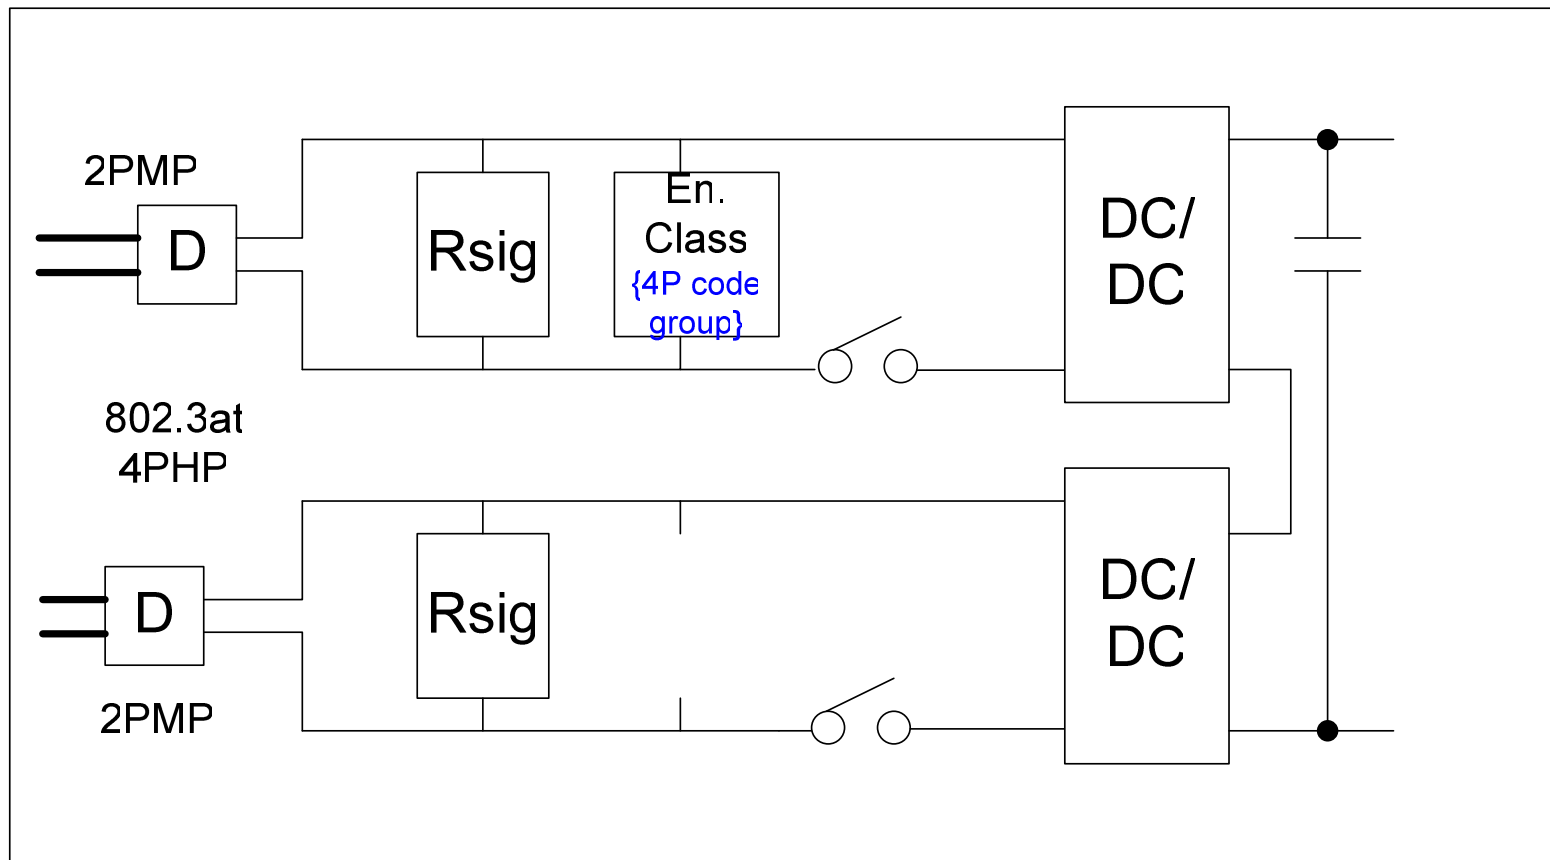 2PMP
D
Rsig
En.
Class
{4P code
group}
DC/
DC
802.3at
4PHP
D
Rsig
DC/
DC
2PMP